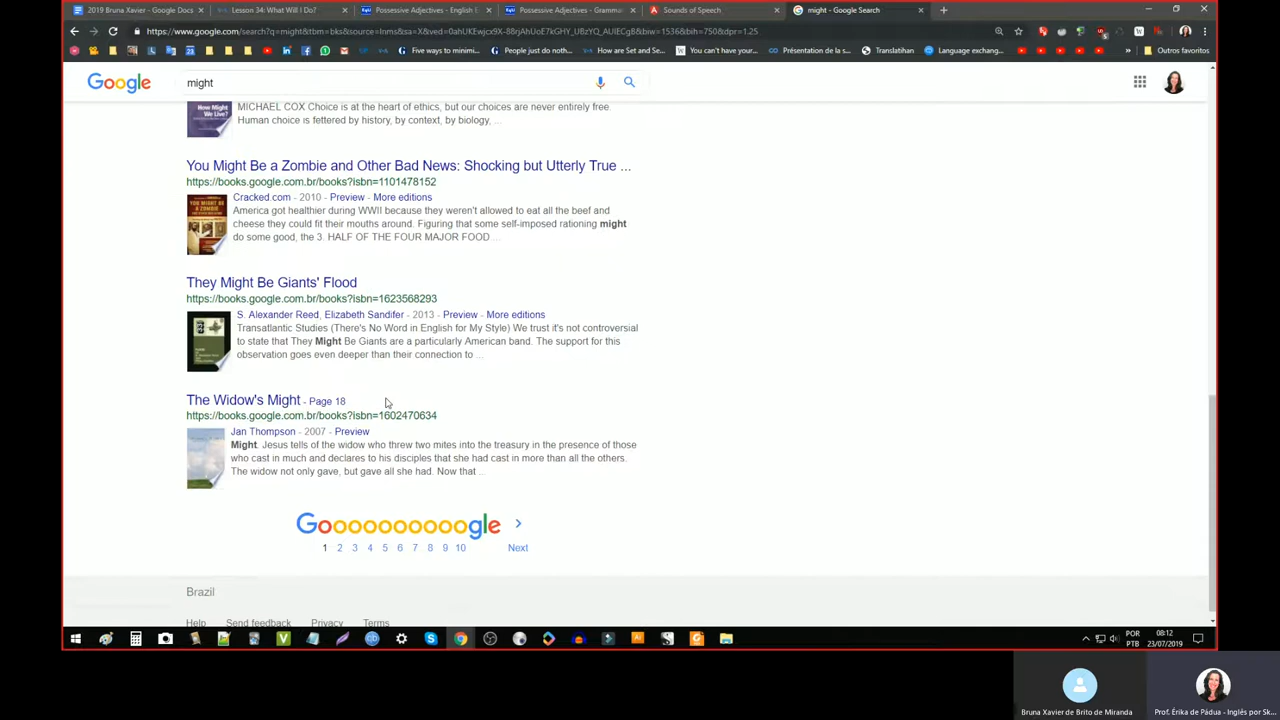 2019 Bruna Xavier - Google Docs
Lesson 34: What Will I Do?
Possessive Adjectives - English
Possessive Adjectives - Gramma
Sounds of Speech
might - Google Search
https://www.google.com/search?q=might&tbm=bks&source=lnms&sa=X&ved=0ahUKEwjcx9X-88rjAhUoE7kGHY_UBzYQ_AUIECgB&biw=1536&bih=750&dpr=1.25
Five ways to minimi...
People just do noth...
How are Set and Se...
You can't have your...
Présentation de la s...
Translatihan
Language exchang...
Outros favoritos
Google
might
How Might We Live?
MICHAEL COX Choice is at the heart of ethics, but our choices are never entirely free.
Human choice is fettered by history, by context, by biology, ...
You Might Be a Zombie and Other Bad News: Shocking but Utterly True ...
https://books.google.com.br/books?isbn=1101478152
Cracked.com - 2010 - Preview - More editions
America got healthier during WWII because they weren't allowed to eat all the beef and
cheese they could fit their mouths around. Figuring that some self-imposed rationing might
do some good, the 3. HALF OF THE FOUR MAJOR FOOD ...
They Might Be Giants' Flood
https://books.google.com.br/books?isbn=1623568293
S. Alexander Reed, Elizabeth Sandifer - 2013 - Preview - More editions
Transatlantic Studies (There's No Word in English for My Style) We trust it's not controversial
to state that They Might Be Giants are a particularly American band. The support for this
observation goes even deeper than their connection to ...
The Widow's Might - Page 18
https://books.google.com.br/books?isbn=1602470634
Jan Thompson - 2007 - Preview
Might. Jesus tells of the widow who threw two mites into the treasury in the presence of those
who cast in much and declares to his disciples that she had cast in more than all the others.
The widow not only gave, but gave all she had. Now that ...
Goooooooooogle
1 2 3 4 5 6 7 8 9 10 Next
Brazil
Help Send feedback Privacy Terms
POR 08:12
PTB 23/07/2019
Bruna Xavier de Brito de Miranda
Prof. Érika de Pádua - Inglês por Sk...